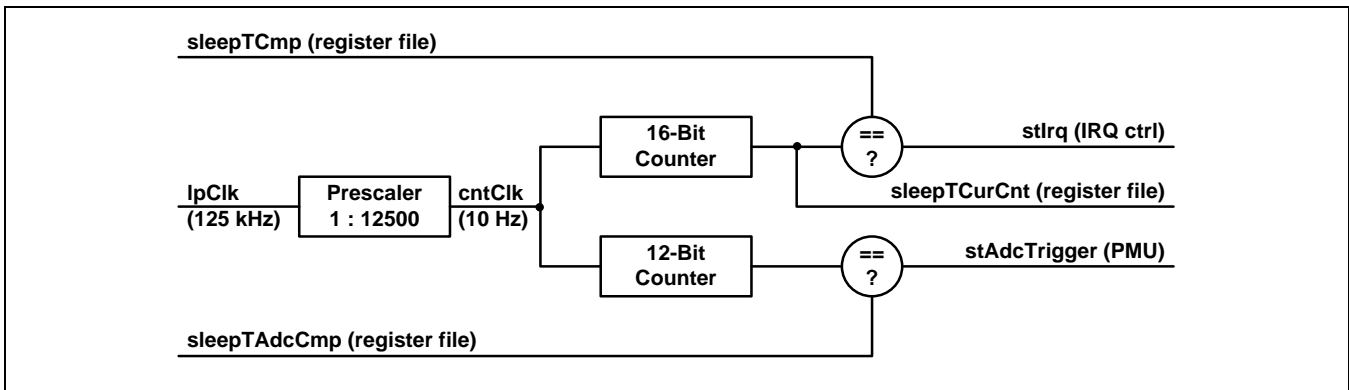 sleepTCmp (register file)
16-Bit
Counter
==
?
stIrq (IRQ ctrl)
lpClk
(125 kHz)
Prescaler
1 : 12500
cntClk
(10 Hz)
sleepTCurCnt (register file)
12-Bit
Counter
==
?
stAdcTrigger (PMU)
sleepTAdcCmp (register file)